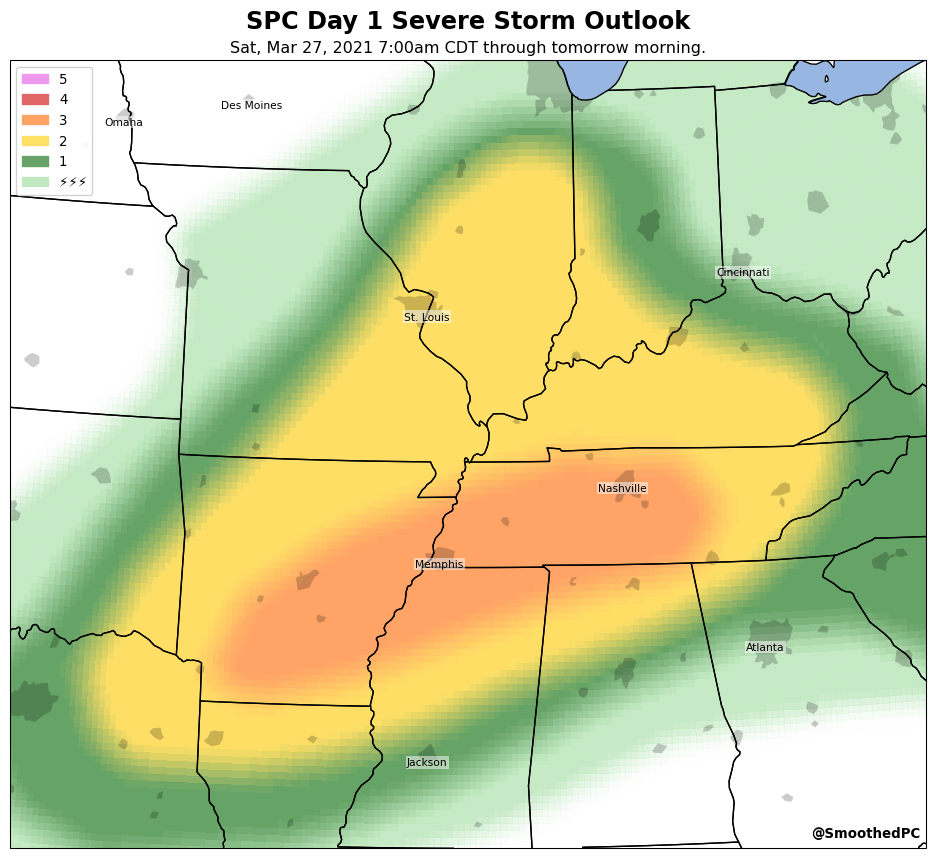 SPC Day 1 Severe Storm Outlook
Sat, Mar 27, 2021 7:00am CDT through tomorrow morning.
5
4
3
2
1
⚡⚡⚡
Des Moines
Omaha
Cincinnati
St. Louis
Nashville
Memphis
Atlanta
Jackson
@SmoothedPC